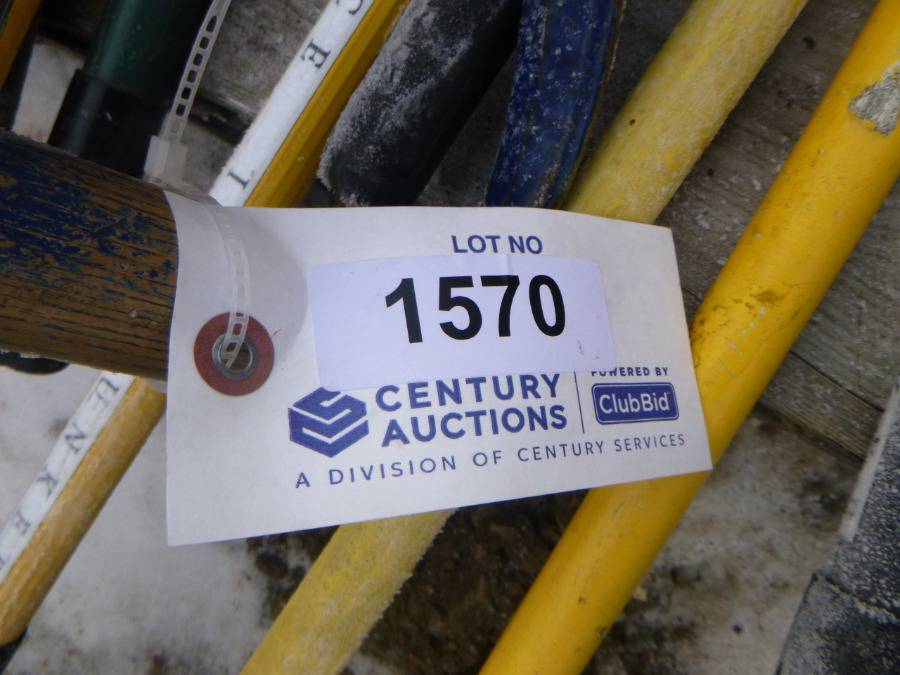 LOT NO
1570
CENTURY
AUCTIONS
POWERED BY
ClubBid
A DIVISION OF CENTURY SERVICES